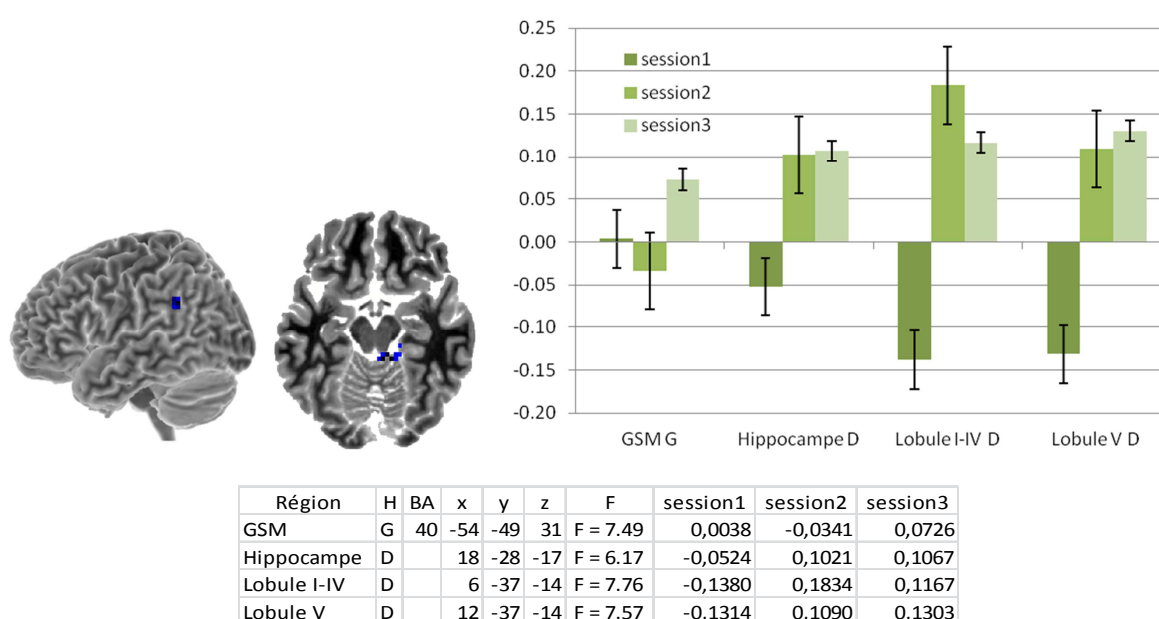 0.25
0.20
0.15
0.10
0.05
0.00
-0.05
-0.10
-0.15
-0.20
session1
session2
session3
GSM G Hippocampe D Lobule I-IV D Lobule V D
Région H BA x y z F session1 session2 session3
GSM G 40 -54 -49 31 F = 7.49 0,0038 -0,0341 0,0726
Hippocampe D 18 -28 -17 F = 6.17 -0,0524 0,1021 0,1067
Lobule I-IV D 6 -37 -14 F = 7.76 -0,1380 0,1834 0,1167
Lobule V D 12 -37 -14 F = 7.57 -0,1314 0,1090 0,1303